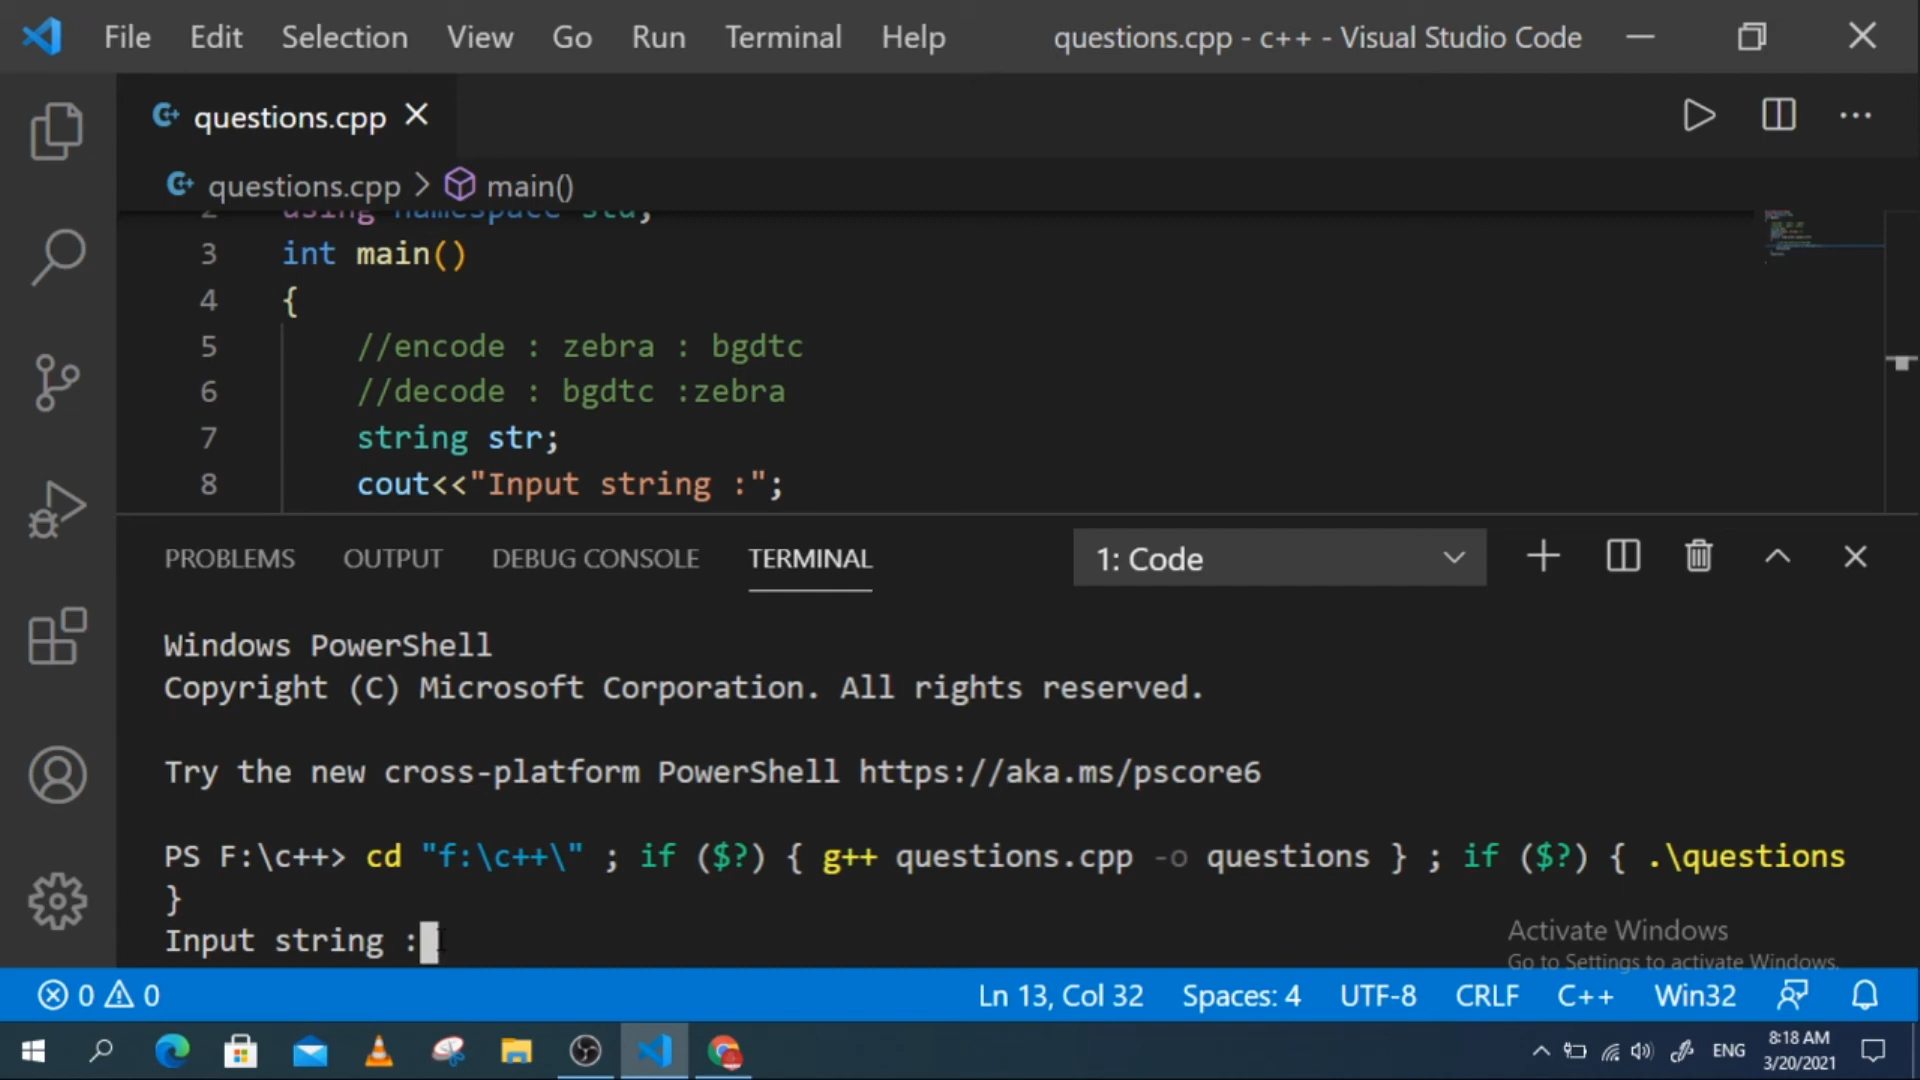 File Edit Selection View Go Run Terminal Help questions.cpp - c++ - Visual Studio Code
questions.cpp
questions.cpp > main()
2 using namespace std;
3 int main()
4 {
5 //encode : zebra : bgdtc
6 //decode : bgdtc :zebra
7 string str;
8 cout<<"Input string :";
PROBLEMS OUTPUT DEBUG CONSOLE TERMINAL 1: Code
Windows PowerShell
Copyright (C) Microsoft Corporation. All rights reserved.
Try the new cross-platform PowerShell https://aka.ms/pscore6
PS F:\c++> cd "f:\c++\" ; if ($?) { g++ questions.cpp -o questions } ; if ($?) { .\questions
}
Input string :
Activate Windows
Go to Settings to activate Windows.
0 0 Ln 13, Col 32 Spaces: 4 UTF-8 CRLF C++ Win32
ENG 8:18 AM
3/20/2021